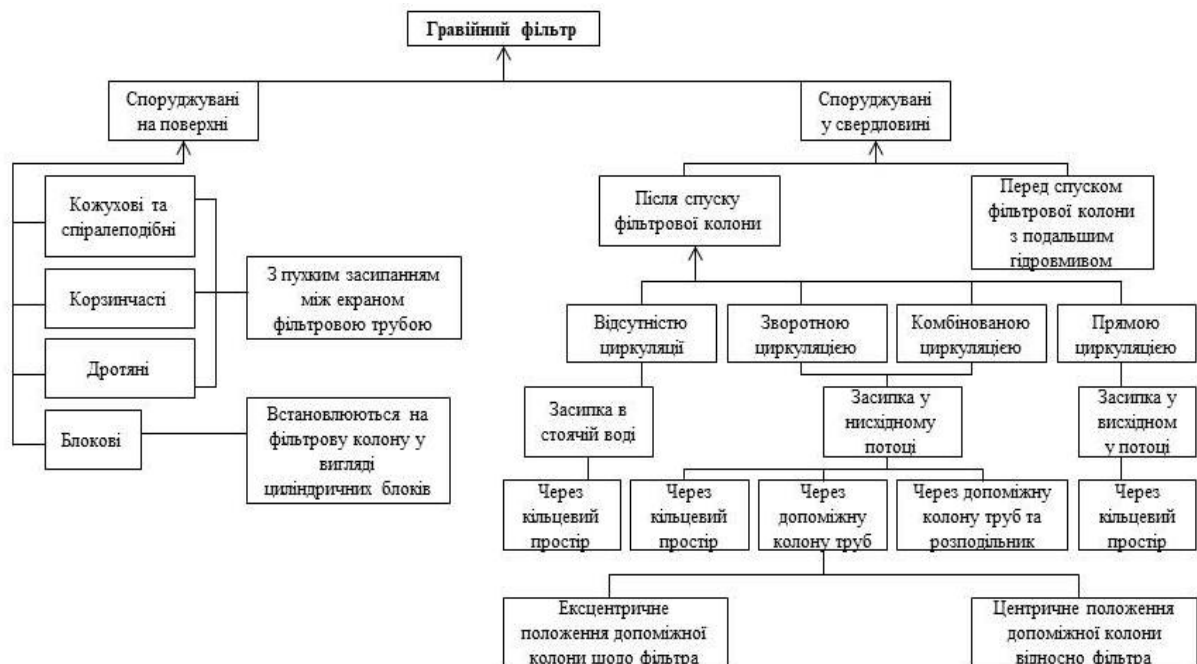 Гравійний фільтр
Споруджувані
на поверхні
Споруджувані
у свердловині
Кожухові та
спіралеподібні
Корзинчасті
Дротяні
Блокові
З пухким засипанням
між екраном
фільтровою трубою
Встановлюються на
фільтрову колону у
вигляді
циліндричних блоків
Після спуску
фільтрової колони
Перед спуском
фільтрової колони
з подальшим
гідровмивом
Відсутністю
циркуляції
Зворотною
циркуляцією
Комбінованою
циркуляцією
Прямою
циркуляцією
Засипка в
стоячій воді
Засипка у
нисхідному
потоці
Засипка у
висхідном
у потоці
Через
кільцевий
простір
Через
кільцевий
простір
Через
допоміжну
колону труб
Через допоміжну
колону труб та
розподільник
Через
кільцевий
простір
Ексцентричне
положення допоміжної
колони щодо фільтра
Центричне положення
допоміжної колони
відносно фільтра